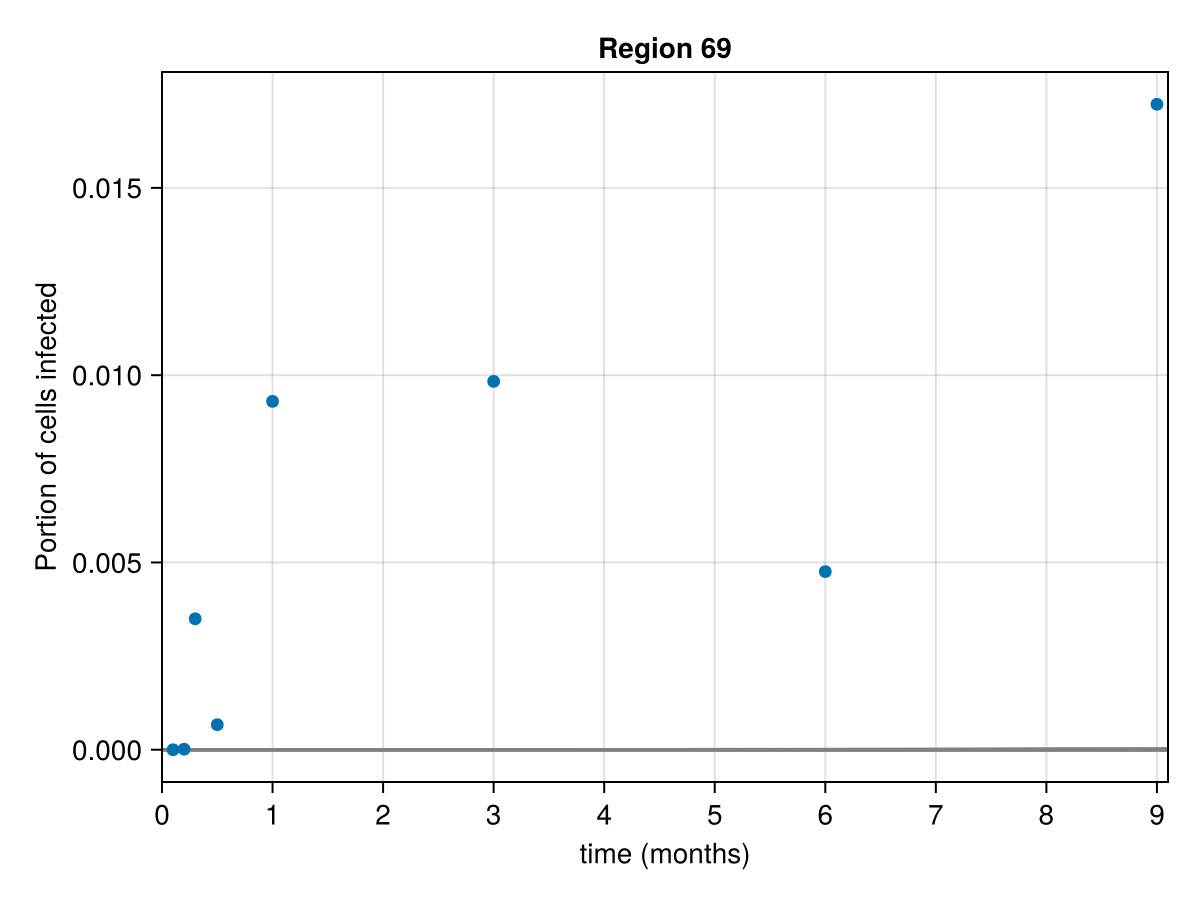 Region 69
Portion of cells infected
0.015
0.010
0.005
0.000
0 1 2 3 4 5 6 7 8 9
time (months)